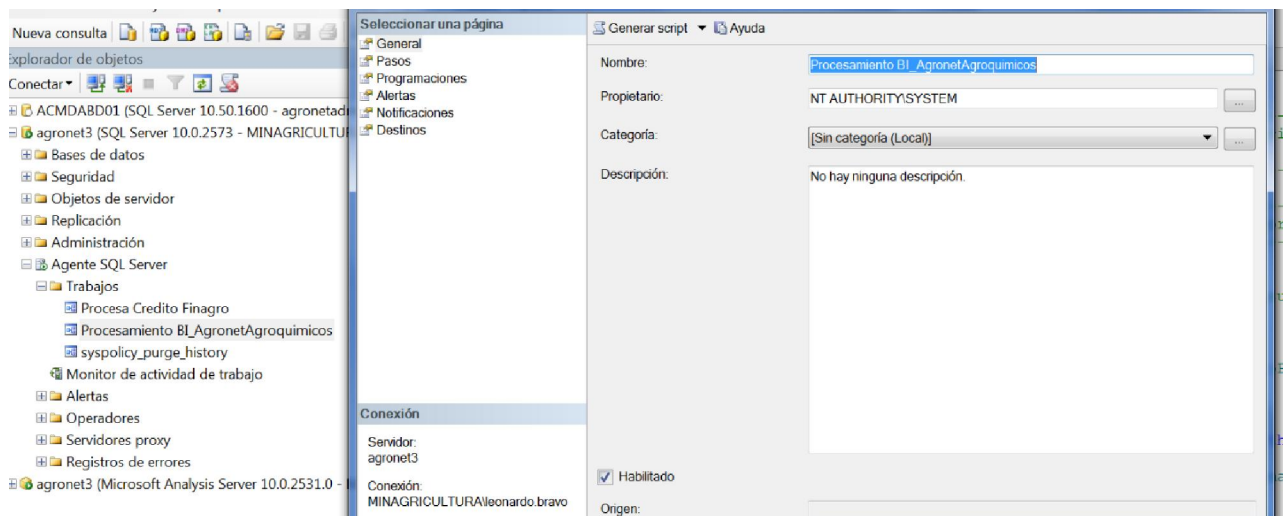 Nueva consulta
Explorador de objetos
Conectar
ACMDABD01 (SQL Server 10.50.1600 - agronetadr
agronet3 (SQL Server 10.0.2573 - MINAGRICULTU
Bases de datos
Seguridad
Objetos de servidor
Replicación
Administración
Agente SQL Server
Trabajos
Procesa Credito Finagro
Procesamiento BI_AgronetAgroquimicos
syspolicy_purge_history
Monitor de actividad de trabajo
Alertas
Operadores
Servidores proxy
Registros de errores
agronet3 (Microsoft Analysis Server 10.0.2531.0 -
Seleccionar una página
General
Pasos
Programaciones
Alertas
Notificaciones
Destinos
Conexión
Servidor:
agronet3
Conexión:
MINAGRICULTURA\leonardo.bravo
Generar script
Ayuda
Nombre:
Procesamiento BI_AgronetAgroquimicos
Propietario:
NT AUTHORITY\SYSTEM
...
Categoría:
[Sin categoría (Local)]
...
Descripción:
No hay ninguna descripción.
Habilitado
Origen: